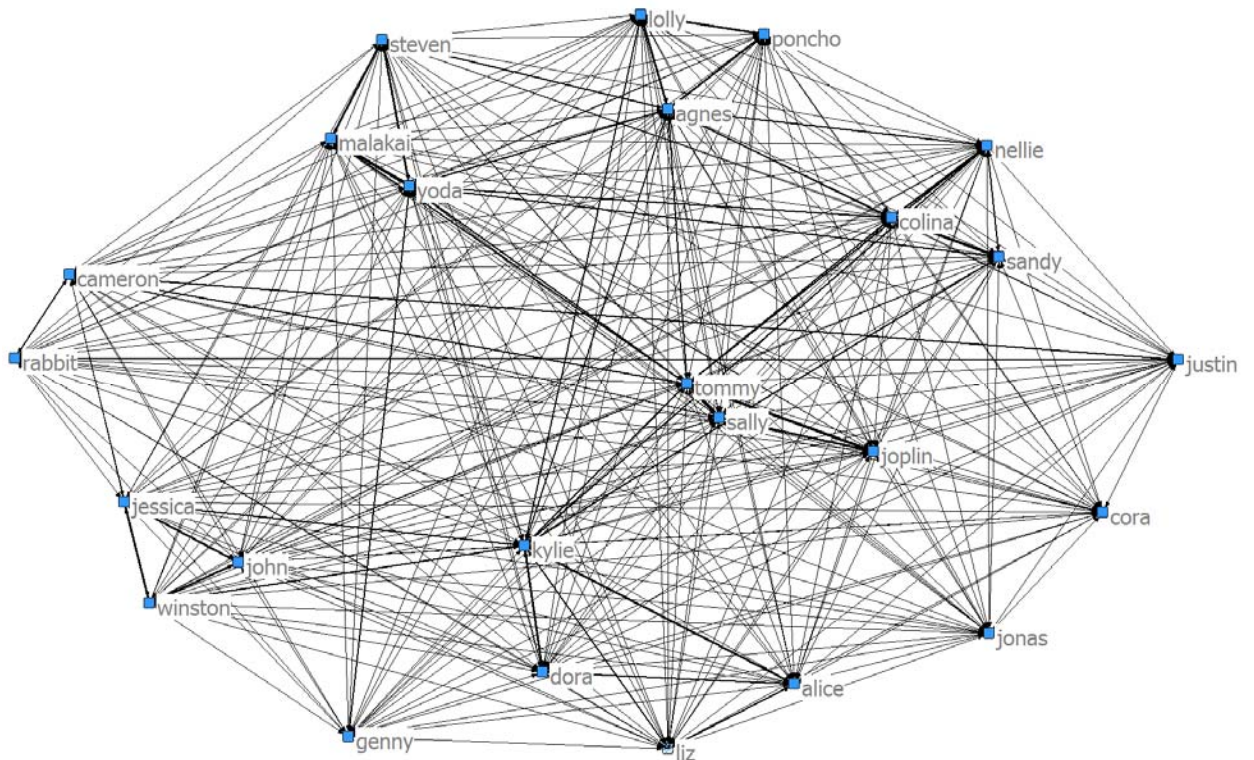 lolly
steven
poncho
agnes
malakai
nellie
yoda
colina
sandy
cameron
rabbit
justin
tommy
sally
joplin
jessica
cora
kylie
john
winston
jonas
dora
alice
genny
liz